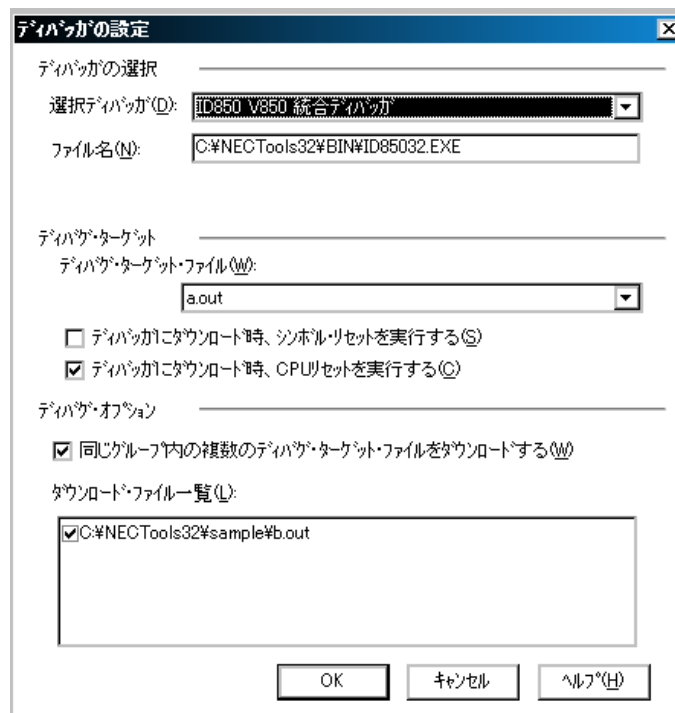 ﾃﾞｨﾊﾞｯｶﾞの設定
ﾃﾞｨﾊﾞｯｶﾞの選択
選択ﾃﾞｨﾊﾞｯｶﾞ(D):
ID850 V850 統合ﾃﾞｨﾊﾞｯｶﾞ
ﾌｧｲﾙ名(N):
C:¥NECTools32¥BIN¥ID85032.EXE
ﾃﾞｨﾊﾞｸﾞ･ﾀｰｹﾞｯﾄ
ﾃﾞｨﾊﾞｸﾞ･ﾀｰｹﾞｯﾄ･ﾌｧｲﾙ(W):
a.out
ﾃﾞｨﾊﾞｯｶﾞにﾀﾞｳﾝﾛｰﾄﾞ時、ｼﾝﾎﾞﾙ･ﾘｾｯﾄを実行する(S)
ﾃﾞｨﾊﾞｯｶﾞにﾀﾞｳﾝﾛｰﾄﾞ時、CPUﾘｾｯﾄを実行する(C)
ﾃﾞｨﾊﾞｸﾞ･ｵﾌﾟｼｮﾝ
同じｸﾞﾙｰﾌﾟ内の複数のﾃﾞｨﾊﾞｸﾞ･ﾀｰｹﾞｯﾄ･ﾌｧｲﾙをﾀﾞｳﾝﾛｰﾄﾞする(W)
ﾀﾞｳﾝﾛｰﾄﾞ･ﾌｧｲﾙ一覧(L):
C:¥NECTools32¥sample¥b.out
OK
ｷｬﾝｾﾙ
ﾍﾙﾌﾟ(H)